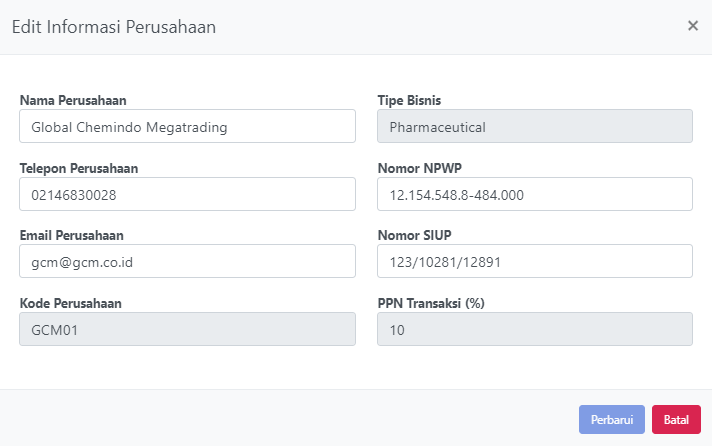 Edit Informasi Perusahaan
×
Nama Perusahaan
Global Chemindo Megatrading
Tipe Bisnis
Pharmaceutical
Telepon Perusahaan
02146830028
Nomor NPWP
12.154.548.8-484.000
Email Perusahaan
gcm@gcm.co.id
Nomor SIUP
123/10281/12891
Kode Perusahaan
GCM01
PPN Transaksi (%)
10
Perbarui
Batal